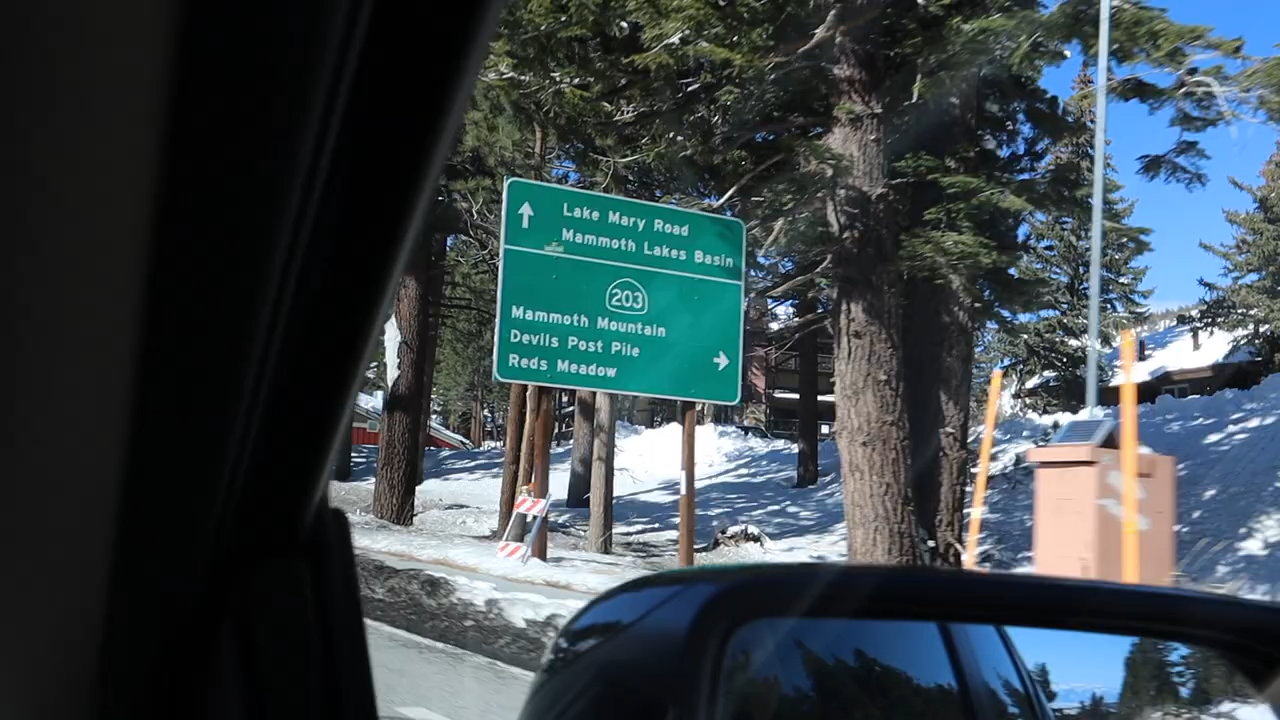 Lake Mary Road
Mammoth Lakes Basin
203
Mammoth Mountain
Devils Post Pile
Reds Meadow